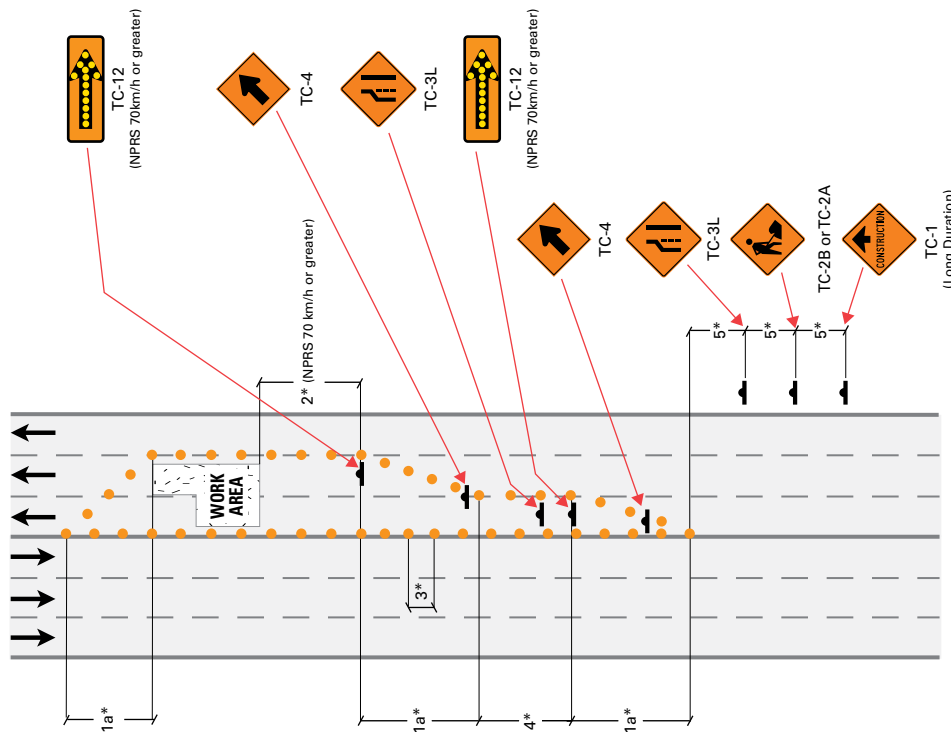 TC-12
(NPRS 70km/h or greater)
TC-4
TC-3L
TC-12
(NPRS 70km/h or greater)
2* (NPRS 70 km/h or greater)
WORK
AREA
TC-4
TC-3L
TC-2B or TC-2A
CONSTRUCTION
TC-1
(Long Duration)
5*
5*
5*
3*
1a*
1a*
4*
1a*